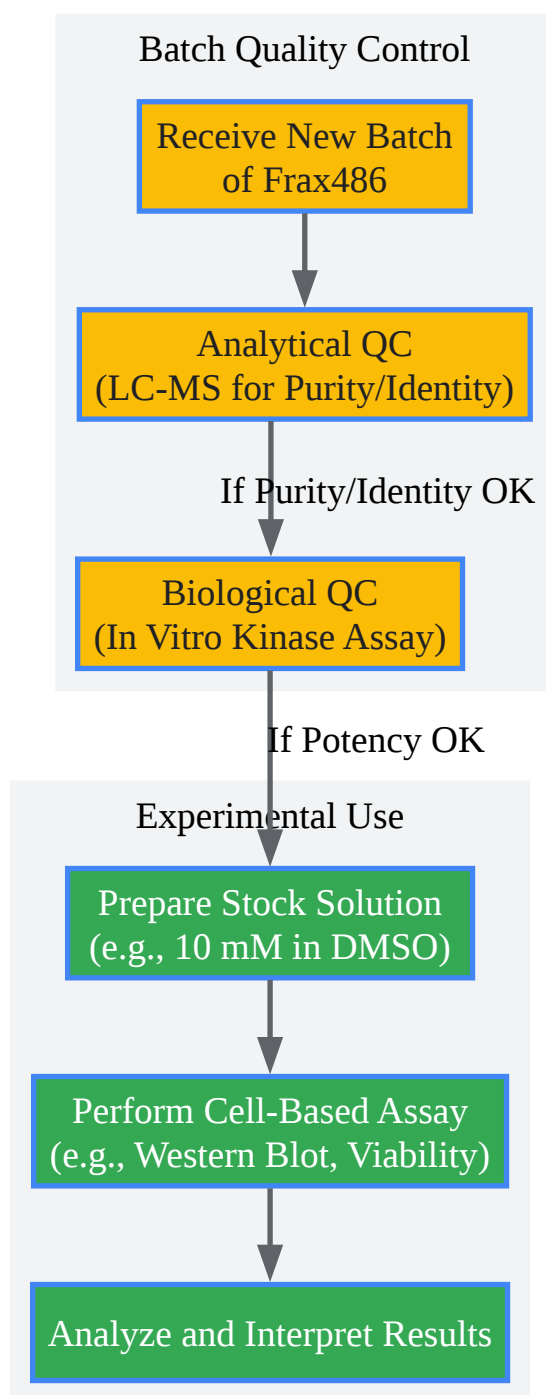 Batch Quality Control
Receive New Batch
of Frax486
Analytical QC
(LC-MS for Purity/Identity)
If Purity/Identity OK
Biological QC
(In Vitro Kinase Assay)
If Potency OK
Experimental Use
Prepare Stock Solution
(e.g., 10 mM in DMSO)
Perform Cell-Based Assay
(e.g., Western Blot, Viability)
Analyze and Interpret Results